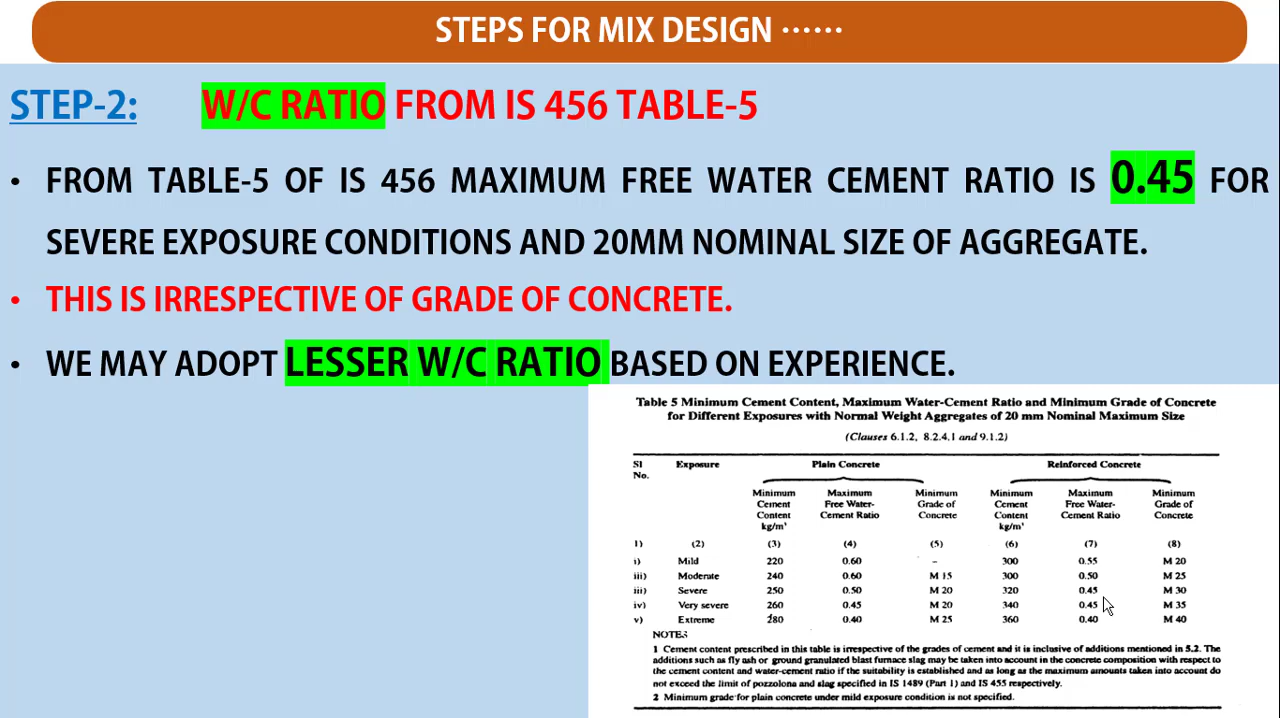 STEPS FOR MIX DESIGN ······
STEP-2: W/C RATIO FROM IS 456 TABLE-5
• FROM TABLE-5 OF IS 456 MAXIMUM FREE WATER CEMENT RATIO IS 0.45 FOR
SEVERE EXPOSURE CONDITIONS AND 20MM NOMINAL SIZE OF AGGREGATE.
• THIS IS IRRESPECTIVE OF GRADE OF CONCRETE.
• WE MAY ADOPT LESSER W/C RATIO BASED ON EXPERIENCE.
Table 5 Minimum Cement Content, Maximum Water-Cement Ratio and Minimum Grade of Concrete
for Different Exposures with Normal Weight Aggregates of 20 mm Nominal Maximum Size
(Clauses 6.1.2, 8.2.4.1 and 9.1.2)
Sl Exposure Plain Concrete Reinforced Concrete
No.
Minimum Maximum Minimum Minimum Maximum Minimum
Cement Free Water- Grade of Cement Free Water- Grade of
Content Cement Ratio Concrete Content Cement Ratio Concrete
kg/m³ kg/m³
1) (2) (3) (4) (5) (6) (7) (8)
i) Mild 220 0.60 – 300 0.55 M 20
iii) Moderate 240 0.60 M 15 300 0.50 M 25
iii) Severe 250 0.50 M 20 320 0.45 M 30
iv) Very severe 260 0.45 M 20 340 0.45 M 35
v) Extreme 280 0.40 M 25 360 0.40 M 40
NOTES
1 Cement content prescribed in this table is irrespective of the grades of cement and it is inclusive of additions mentioned in 5.2. The
additions such as fly ash or ground granulated blast furnace slag may be taken into account in the concrete composition with respect to
the cement content and water-cement ratio if the suitability is established and as long as the maximum amounts taken into account do
not exceed the limit of pozzolona and slag specified in IS 1489 (Part 1) and IS 455 respectively.
2 Minimum grade for plain concrete under mild exposure condition is not specified.